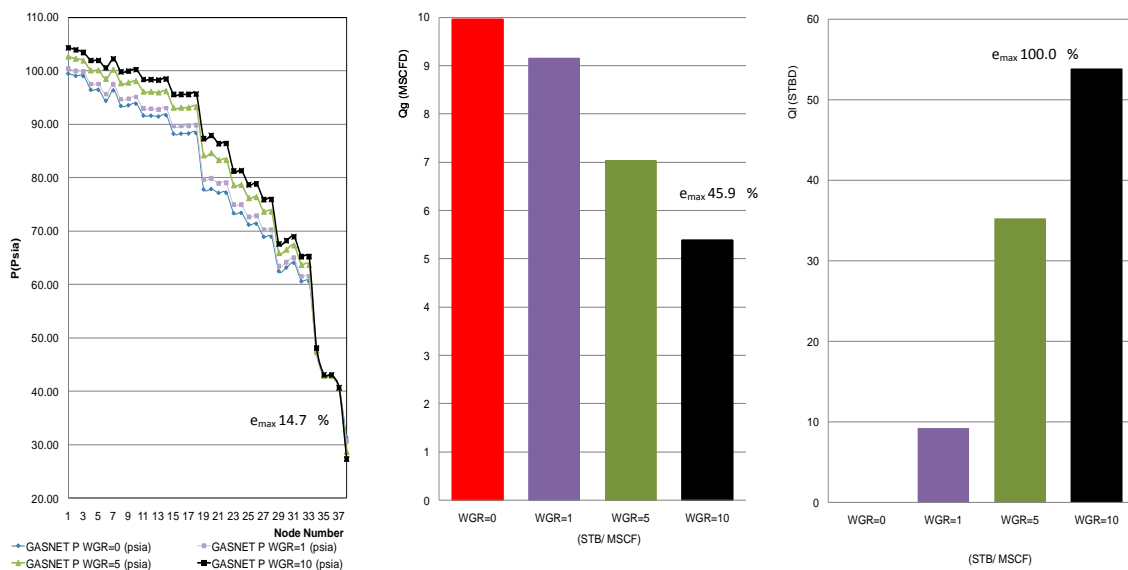 110.00
100.00
90.00
80.00
70.00
60.00
50.00
40.00
30.00
20.00
P(Psia)
1 3 5 7 9 11 13 15 17 19 21 23 25 27 29 31 33 35 37
Node Number
emax 14.7 %
GASNET P WGR=0 (psia)
GASNET P WGR=1 (psia)
GASNET P WGR=5 (psia)
GASNET P WGR=10 (psia)
10
9
8
7
6
5
4
3
2
1
0
Qg (MSCFD)
emax 45.9 %
WGR=0 WGR=1 WGR=5 WGR=10
(STB/ MSCF)
60
50
40
30
20
10
0
Ql (STBD)
emax 100.0 %
WGR=0 WGR=1 WGR=5 WGR=10
(STB/ MSCF)